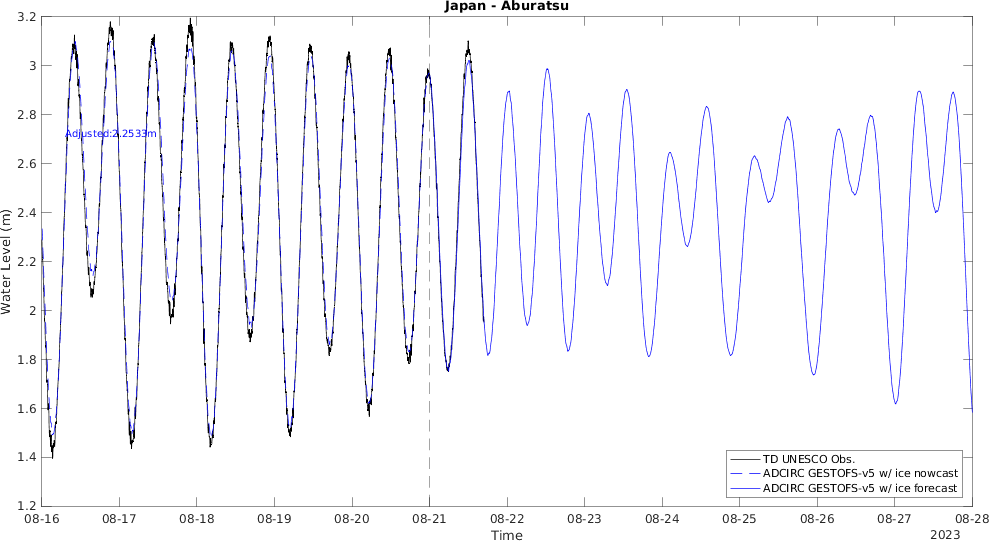 Japan - Aburatsu
3.2
3
2.8
2.6
2.4
2.2
2
1.8
1.6
1.4
1.2
Water Level (m)
Adjusted:2.2533m
TD UNESCO Obs.
ADCIRC GESTOFS-v5 w/ ice nowcast
ADCIRC GESTOFS-v5 w/ ice forecast
08-16 08-17 08-18 08-19 08-20 08-21 08-22 08-23 08-24 08-25 08-26 08-27 08-28
Time
2023